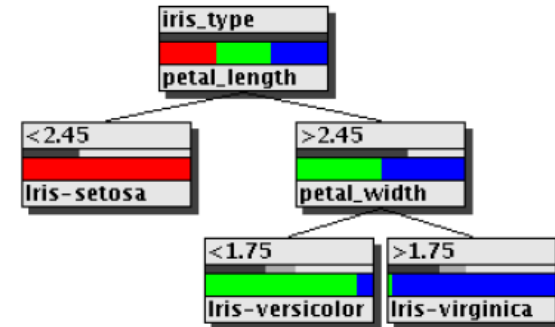 iris_type
petal_length
<2.45
Iris-setosa
>2.45
petal_width
<1.75
Iris-versicolor
>1.75
Iris-virginica